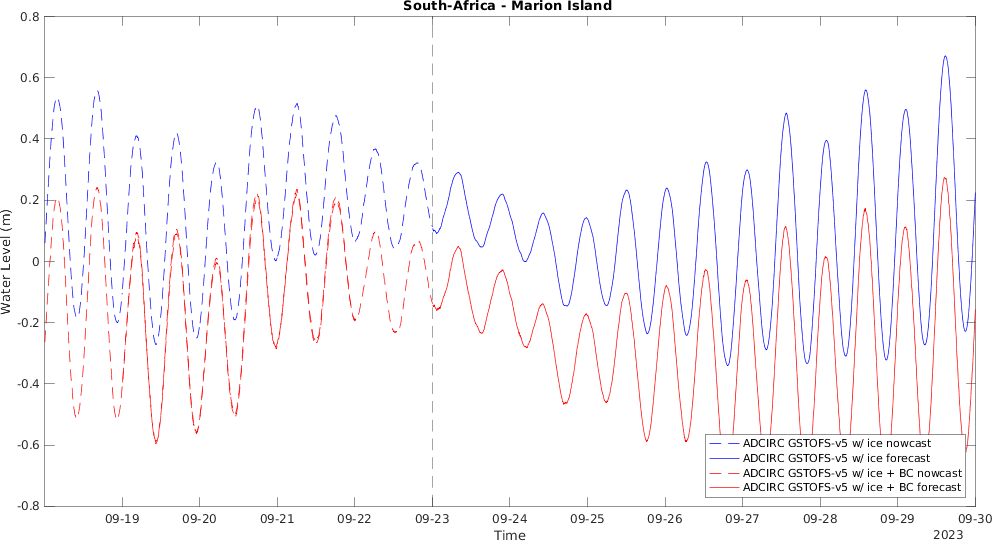 South-Africa - Marion Island
0.8
0.6
0.4
0.2
0
-0.2
-0.4
-0.6
-0.8
Water Level (m)
ADCIRC GSTOFS-v5 w/ ice nowcast
ADCIRC GSTOFS-v5 w/ ice forecast
ADCIRC GSTOFS-v5 w/ ice + BC nowcast
ADCIRC GSTOFS-v5 w/ ice + BC forecast
09-19 09-20 09-21 09-22 09-23 09-24 09-25 09-26 09-27 09-28 09-29 09-30
Time
2023